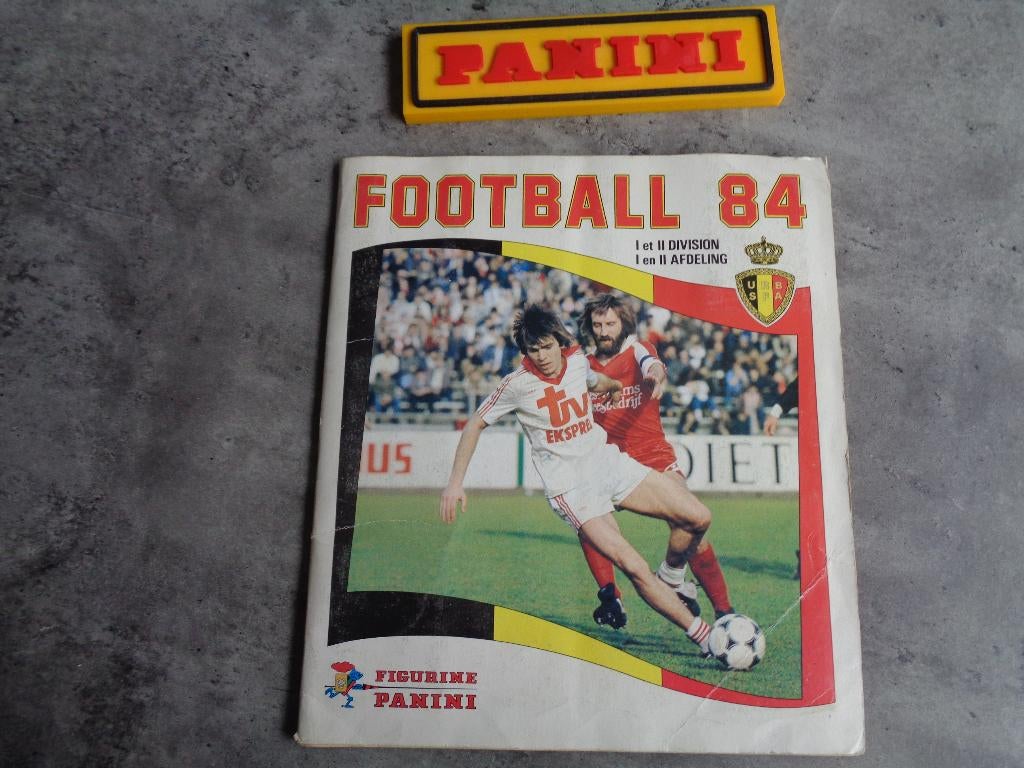 PANINI
FOOTBALL 84
I et II DIVISION
I en II AFDELING
U R B
S F A
tv
EKSPRES
US
DIET
FIGURINE
PANINI